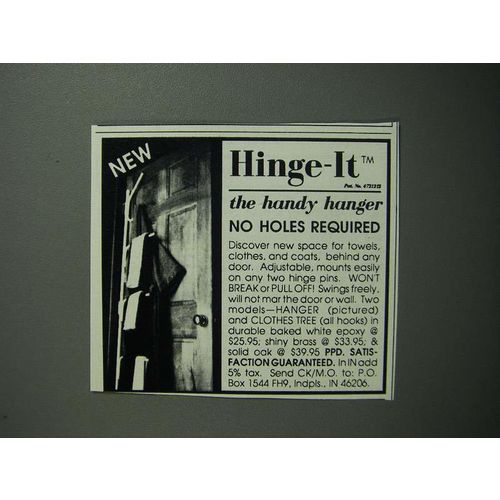 NEW
Hinge-It™
Pat. No. 4721213
the handy hanger
NO HOLES REQUIRED
Discover new space for towels,
clothes, and coats, behind any
door. Adjustable, mounts easily
on any two hinge pins. WON'T
BREAK or PULL OFF! Swings freely,
will not mar the door or wall. Two
models—HANGER (pictured)
and CLOTHES TREE (all hooks) in
durable baked white epoxy @
$25.95; shiny brass @ $33.95; &
solid oak @ $39.95 PPD. SATIS-
FACTION GUARANTEED. In IN add
5% tax. Send CK/M.O. to: P.O.
Box 1544 FH9, Indpls., IN 46206.